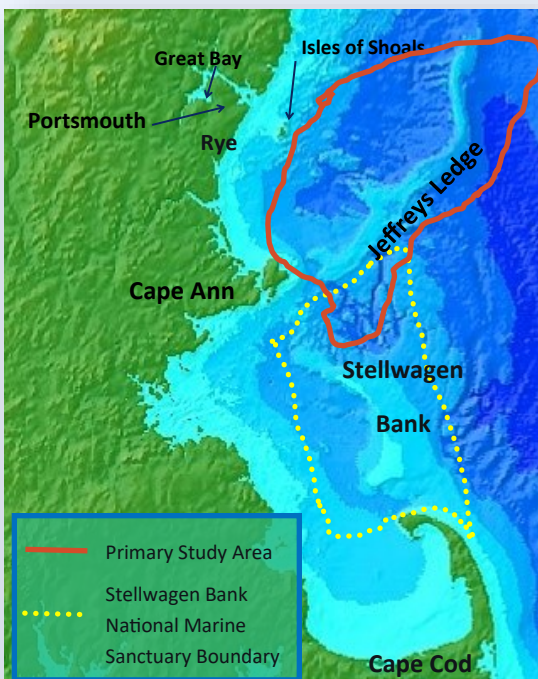 Great Bay
Isles of Shoals
Portsmouth
Rye
Jeffreys Ledge
Cape Ann
Stellwagen
Bank
Primary Study Area
Stellwagen Bank
National Marine
Sanctuary Boundary
Cape Cod